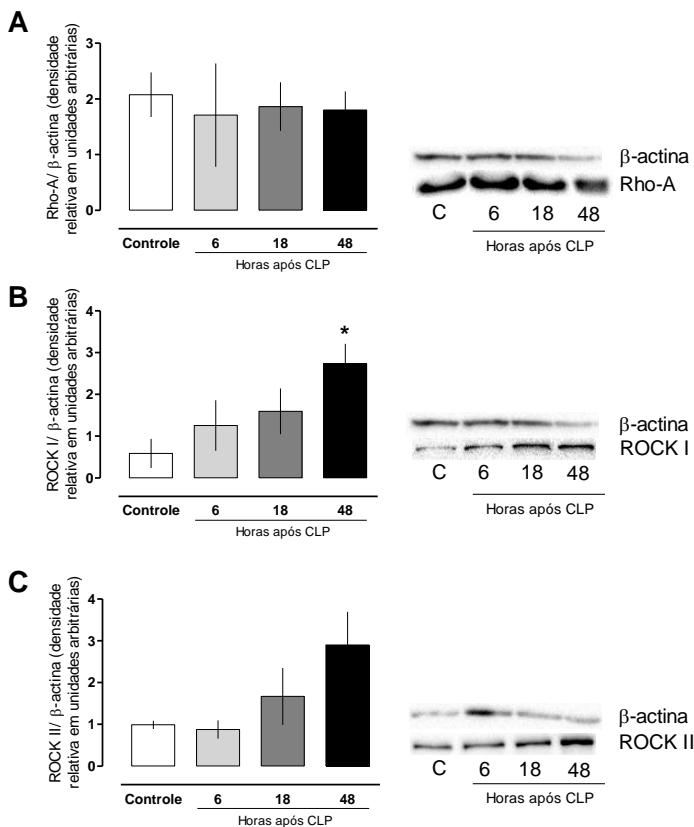 A
Rho-A/ β-actina (densidade
relativa em unidades arbitrárias)
3
2
1
0
Controle 6 18 48
Horas após CLP
β-actina
Rho-A
C 6 18 48
Horas após CLP
B
ROCK I/ β-actina (densidade
relativa em unidades arbitrárias)
4
3
2
1
0
*
Controle 6 18 48
Horas após CLP
β-actina
ROCK I
C 6 18 48
Horas após CLP
C
ROCK II/ β-actina (densidade
relativa em unidades arbitrárias)
4
3
2
1
0
Controle 6 18 48
Horas após CLP
β-actina
ROCK II
C 6 18 48
Horas após CLP